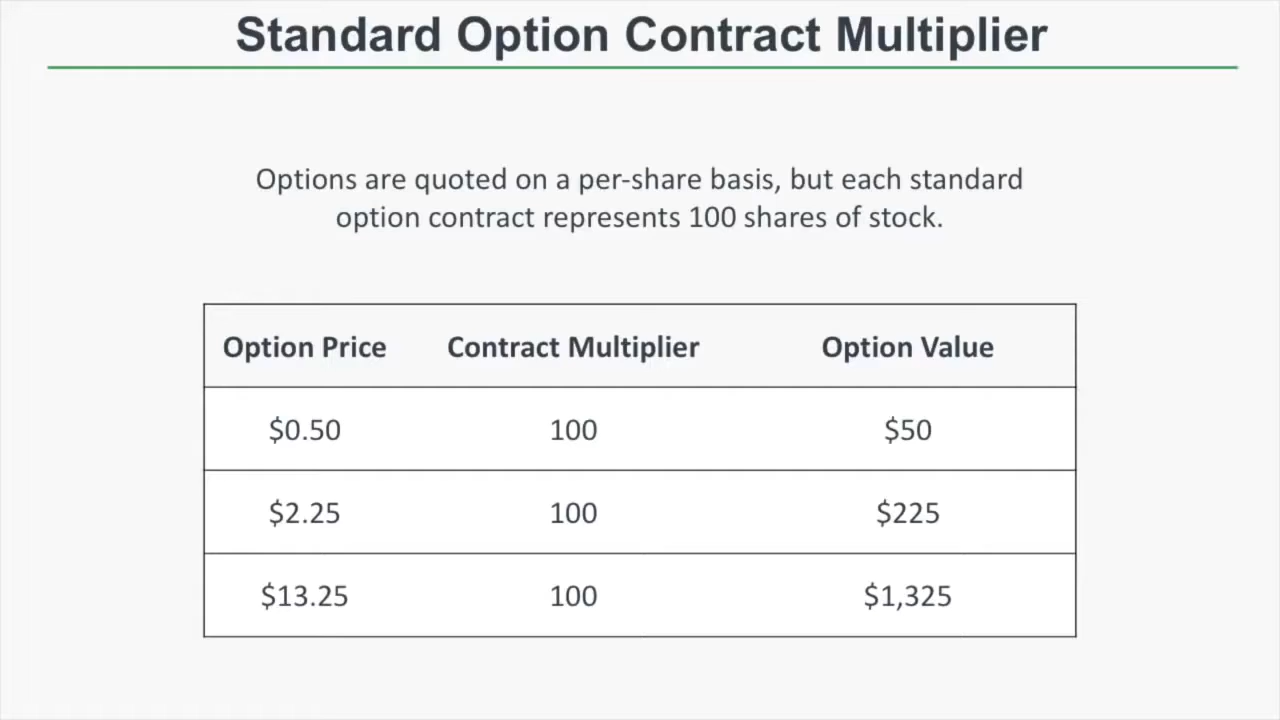 Standard Option Contract Multiplier
Options are quoted on a per-share basis, but each standard
option contract represents 100 shares of stock.
Option Price Contract Multiplier Option Value
$0.50 100 $50
$2.25 100 $225
$13.25 100 $1,325